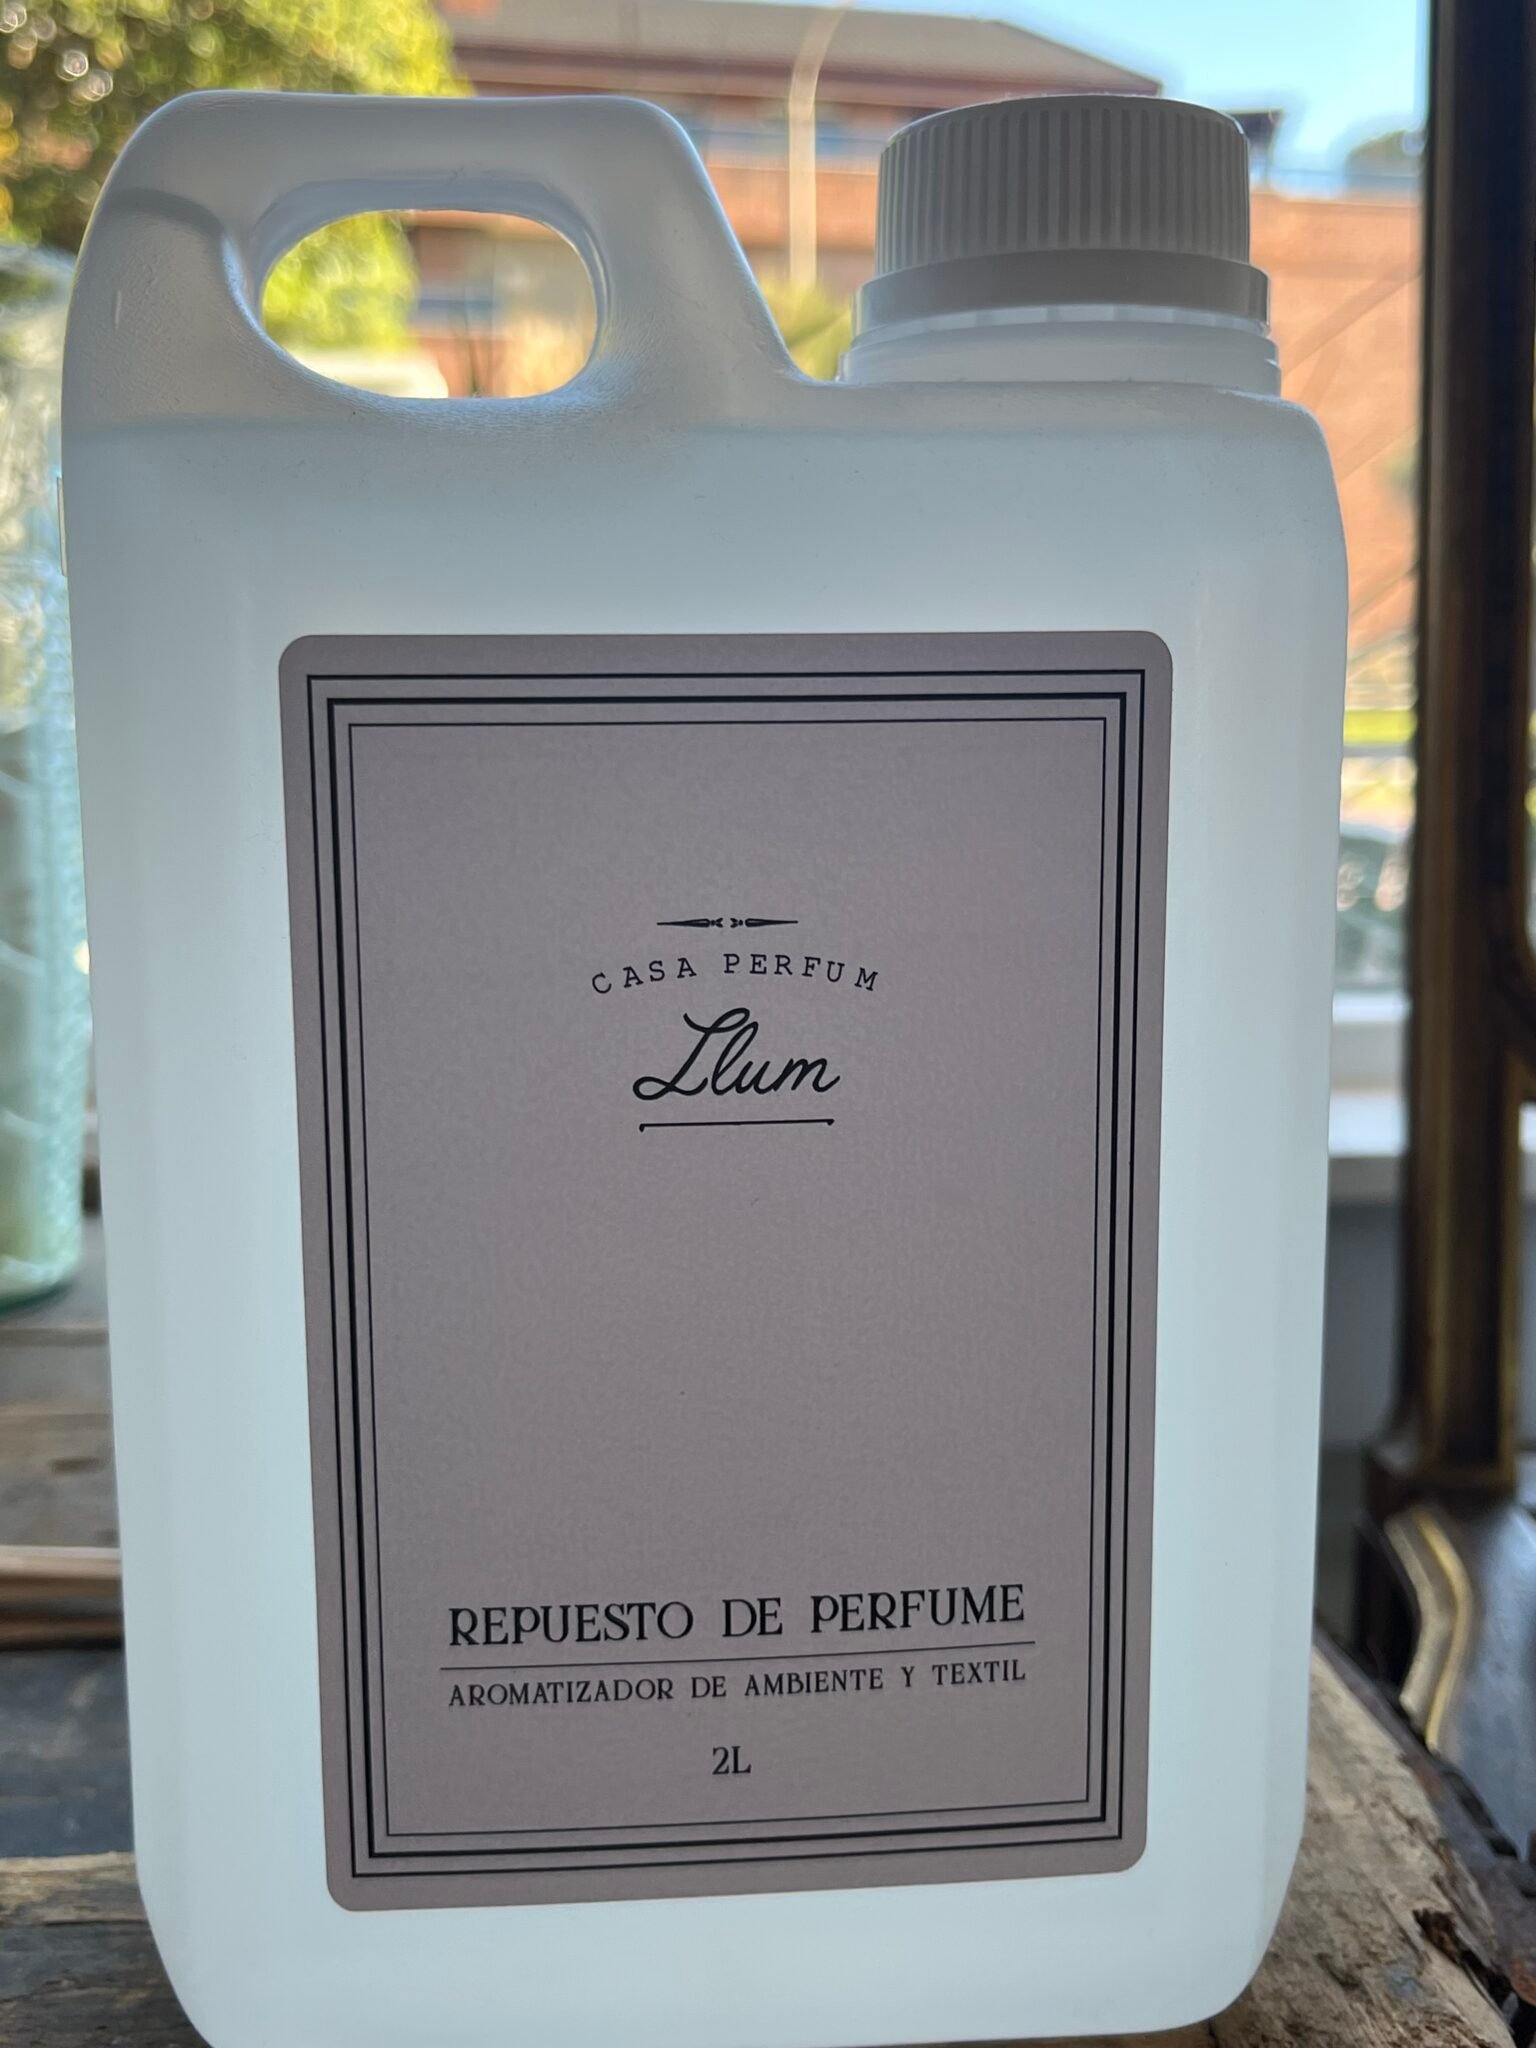 CASA PERFUM
Llum
REPUESTO DE PERFUME
AROMATIZADOR DE AMBIENTE Y TEXTIL
2L